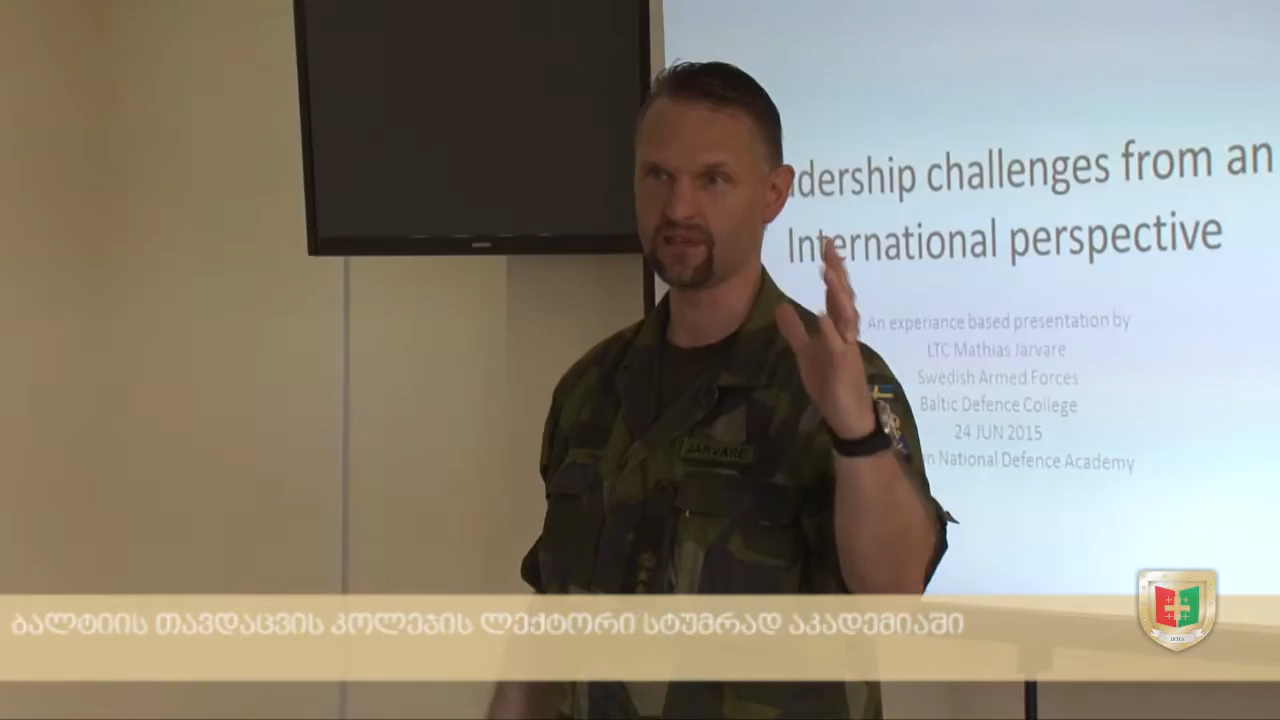 dership challenges from an
International perspective
An experiance based presentation by
LTC Mathias Jarvare
Swedish Armed Forces
Baltic Defence College
24 JUN 2015
National Defence Academy
JARVARE
ბალტიის თავდაცვის კოლეჯის ლექტორი სტუმრად აკადემიაში